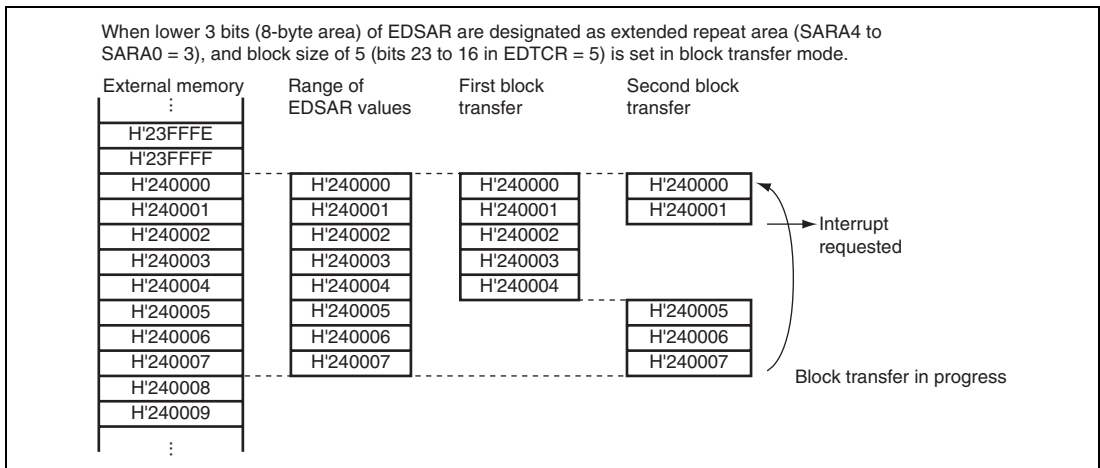 When lower 3 bits (8-byte area) of EDSAR are designated as extended repeat area (SARA4 to
SARA0 = 3), and block size of 5 (bits 23 to 16 in EDTCR = 5) is set in block transfer mode.
External memory
⋮
H'23FFFE
H'23FFFF
H'240000
H'240001
H'240002
H'240003
H'240004
H'240005
H'240006
H'240007
H'240008
H'240009
⋮
Range of
EDSAR values
H'240000
H'240001
H'240002
H'240003
H'240004
H'240005
H'240006
H'240007
First block
transfer
H'240000
H'240001
H'240002
H'240003
H'240004
Second block
transfer
H'240000
H'240001
H'240005
H'240006
H'240007
Interrupt
requested
Block transfer in progress